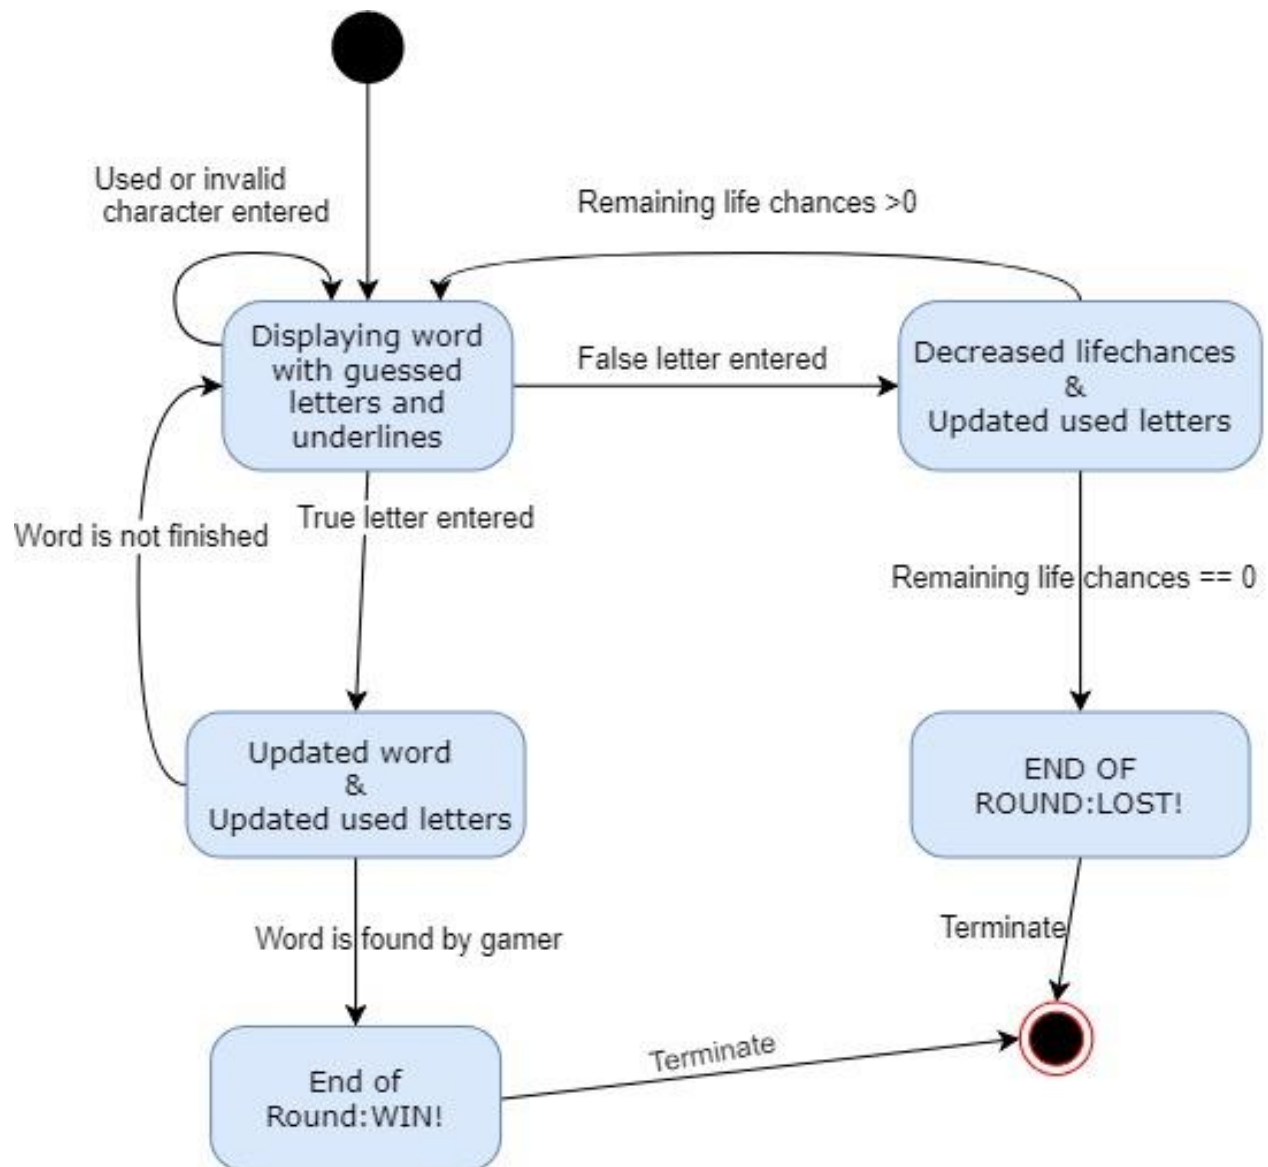 Used or invalid
character entered
Remaining life chances >0
Displaying word
with guessed
letters and
underlines
False letter entered
Decreased lifechances
&
Updated used letters
Word is not finished
True letter entered
Remaining life chances == 0
Updated word
&
Updated used letters
END OF
ROUND:LOST!
Word is found by gamer
Terminate
Terminate
End of
Round:WIN!